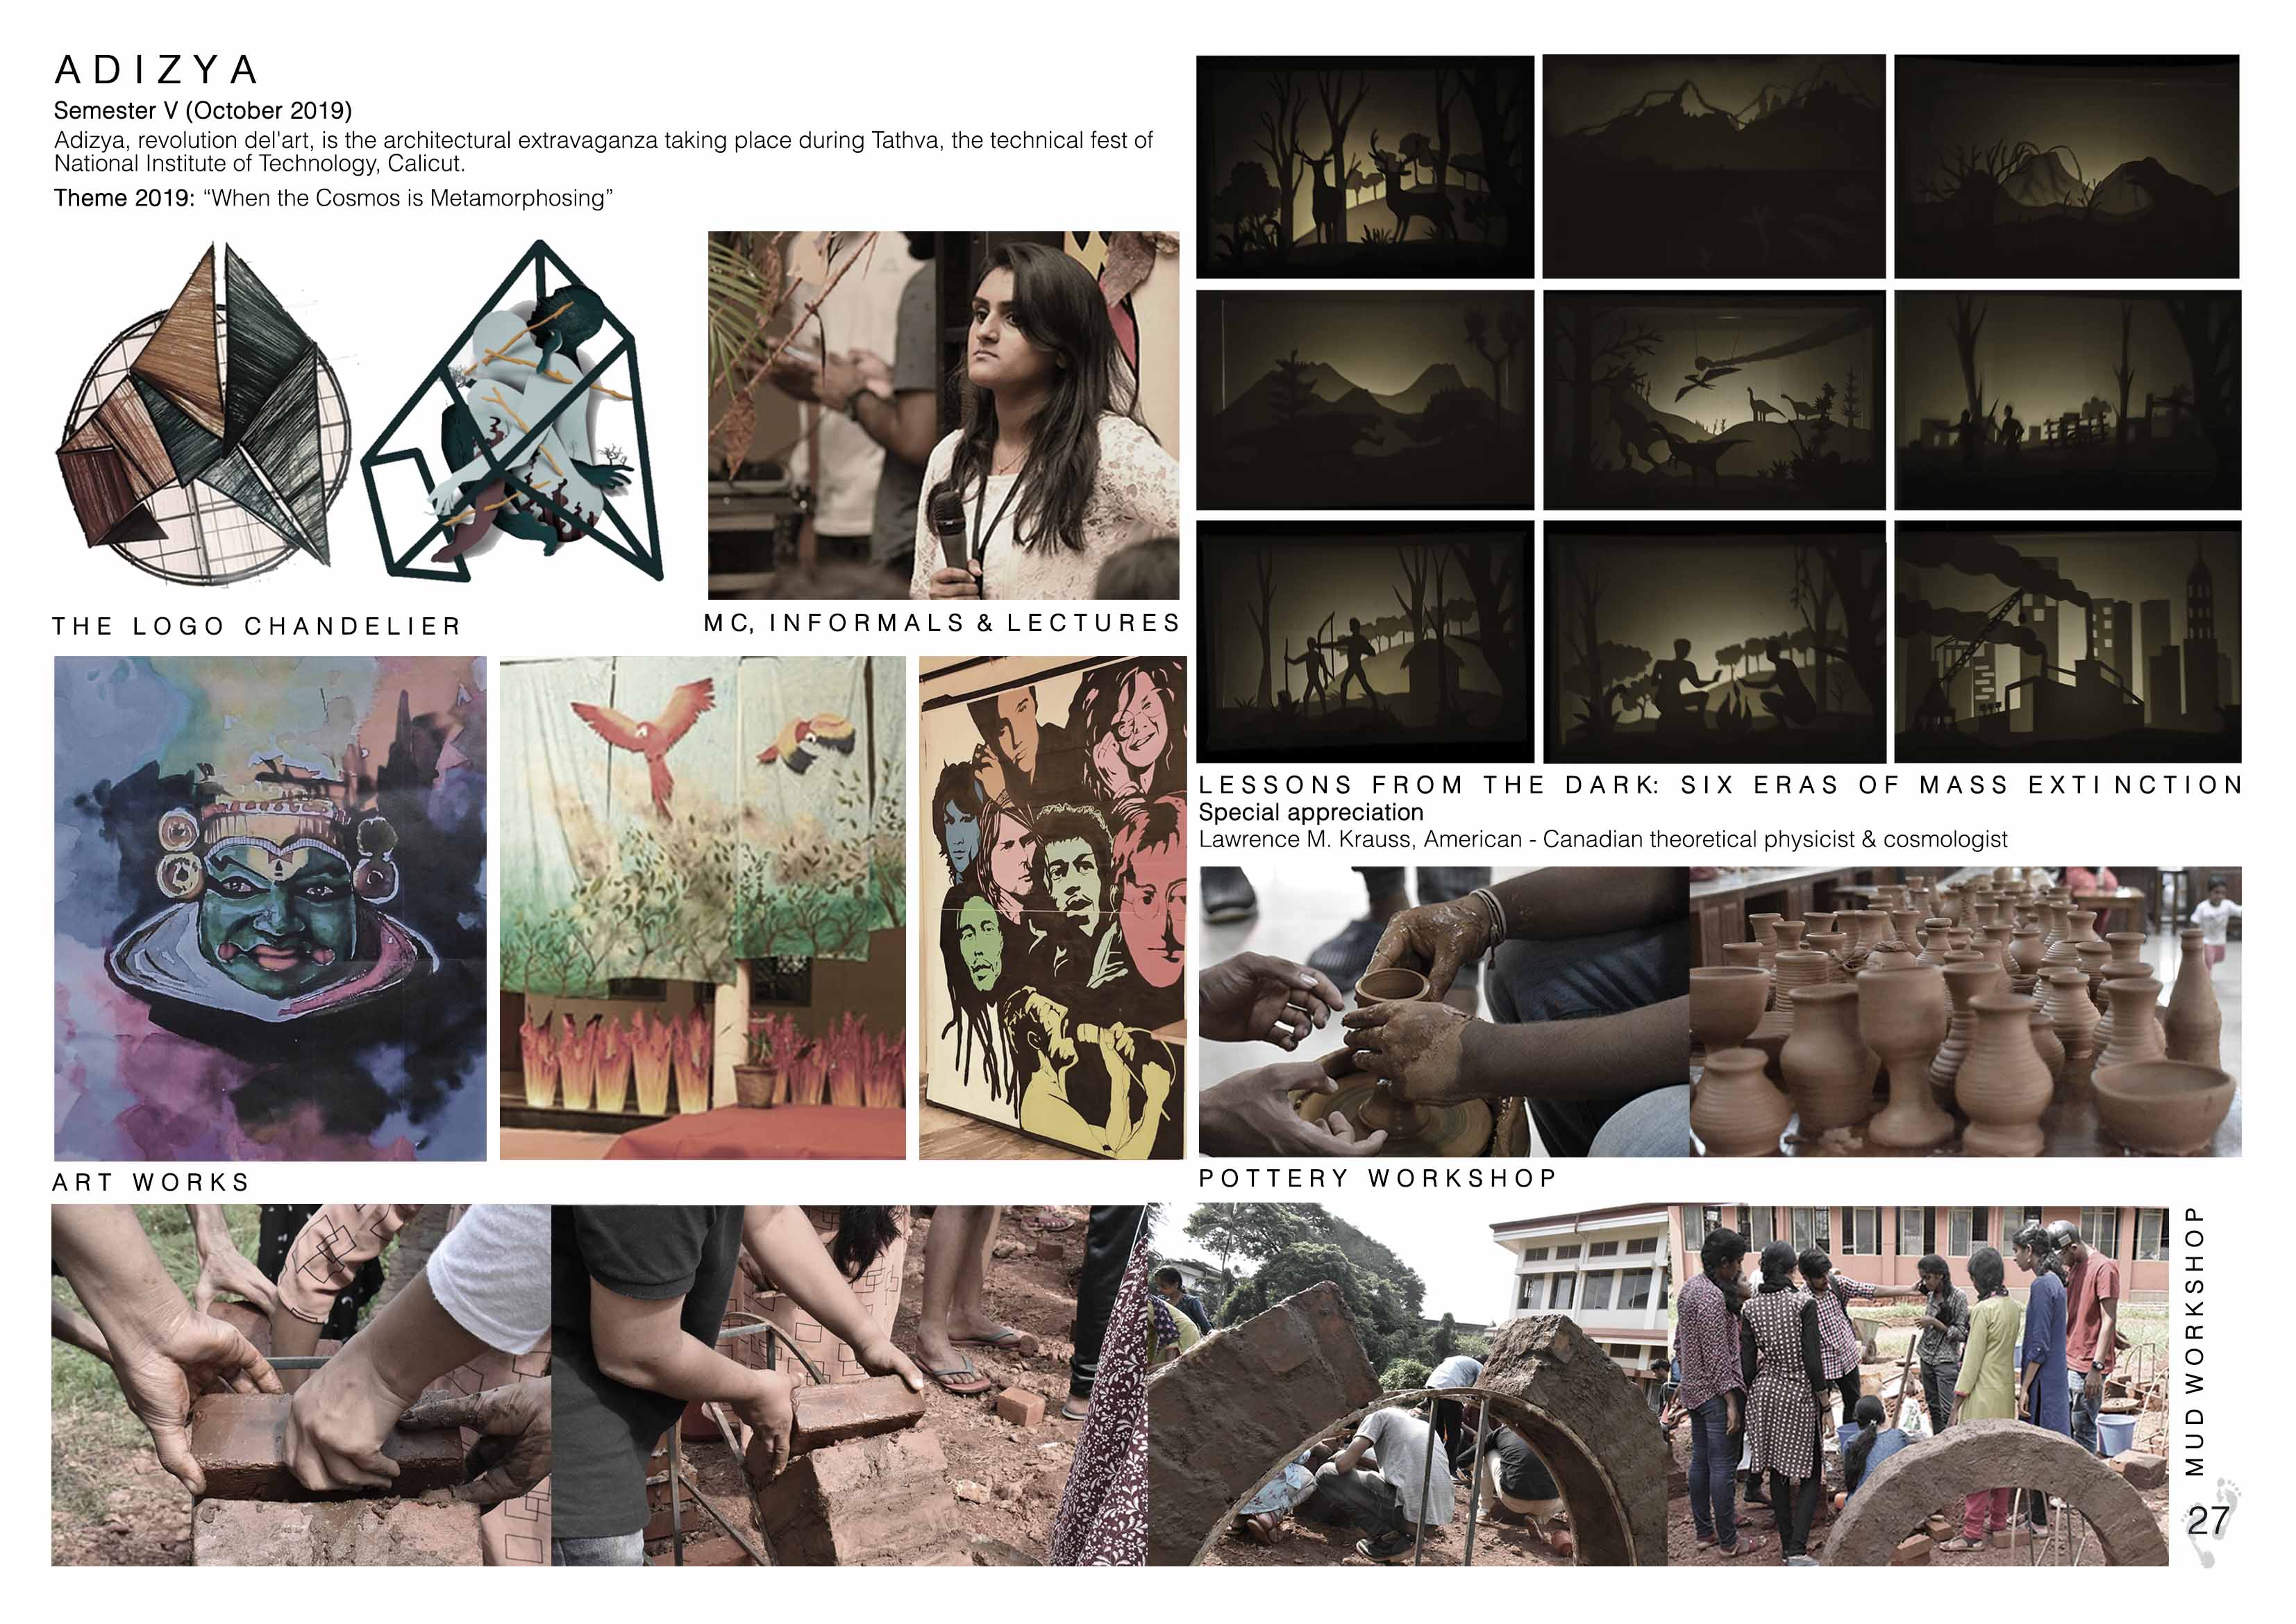 ADIZYA
Semester V (October 2019)
Adizya, revolution del'art, is the architectural extravaganza taking place during Tathva, the technical fest of
National Institute of Technology, Calicut.
Theme 2019: “When the Cosmos is Metamorphosing”
THE LOGO CHANDELIER
MC, INFORMALS & LECTURES
LESSONS FROM THE DARK: SIX ERAS OF MASS EXTINCTION
Special appreciation
Lawrence M. Krauss, American - Canadian theoretical physicist & cosmologist
ART WORKS
POTTERY WORKSHOP
MUD WORKSHOP
27